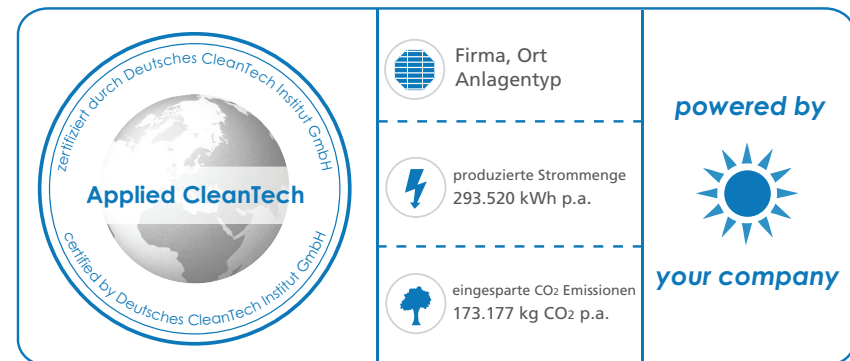 zertifiziert durch Deutsches CleanTech Institut GmbH
Applied CleanTech
certified by Deutsches CleanTech Institut GmbH
Firma, Ort
Anlagentyp
produzierte Strommenge
293.520 kWh p.a.
eingesparte CO2 Emissionen
173.177 kg CO2 p.a.
powered by
your company